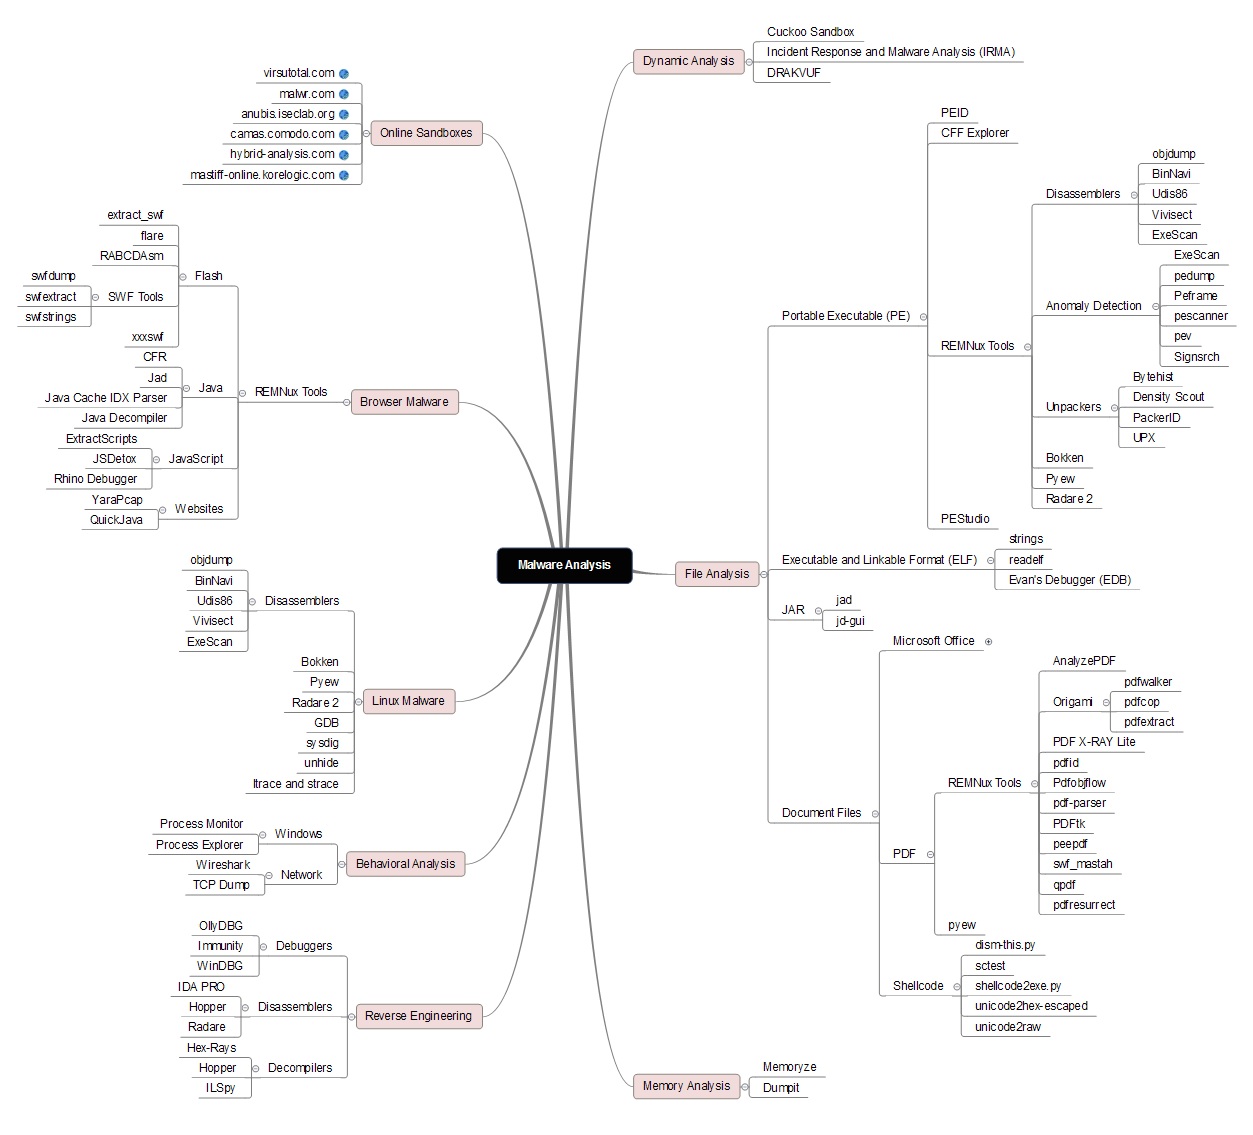 Malware Analysis
Dynamic Analysis
Cuckoo Sandbox
Incident Response and Malware Analysis (IRMA)
DRAKVUF
File Analysis
Portable Executable (PE)
PEID
CFF Explorer
REMNux Tools
Disassemblers
objdump
BinNavi
Udis86
Vivisect
ExeScan
Anomaly Detection
ExeScan
pedump
Peframe
pescanner
pev
Signsrch
Unpackers
Bytehist
Density Scout
PackerID
UPX
Bokken
Pyew
Radare 2
PEStudio
Executable and Linkable Format (ELF)
strings
readelf
Evan's Debugger (EDB)
JAR
jad
jd-gui
Document Files
Microsoft Office
PDF
REMNux Tools
AnalyzePDF
Origami
pdfwalker
pdfcop
pdfextract
PDF X-RAY Lite
pdfid
Pdfobjflow
pdf-parser
PDFtk
peepdf
swf_mastah
qpdf
pdfresurrect
pyew
Shellcode
dism-this.py
sctest
shellcode2exe.py
unicode2hex-escaped
unicode2raw
Memory Analysis
Memoryze
Dumpit
Online Sandboxes
virsutotal.com
malwr.com
anubis.iseclab.org
camas.comodo.com
hybrid-analysis.com
mastiff-online.korelogic.com
Browser Malware
REMNux Tools
Flash
extract_swf
flare
RABCDAsm
SWF Tools
swfdump
swfextract
swfstrings
xxxswf
Java
CFR
Jad
Java Cache IDX Parser
Java Decompiler
JavaScript
ExtractScripts
JSDetox
Rhino Debugger
Websites
YaraPcap
QuickJava
Linux Malware
Disassemblers
objdump
BinNavi
Udis86
Vivisect
ExeScan
Bokken
Pyew
Radare 2
GDB
sysdig
unhide
ltrace and strace
Behavioral Analysis
Windows
Process Monitor
Process Explorer
Network
Wireshark
TCP Dump
Reverse Engineering
Debuggers
OllyDBG
Immunity
WinDBG
Disassemblers
IDA PRO
Hopper
Radare
Decompilers
Hex-Rays
Hopper
ILSpy